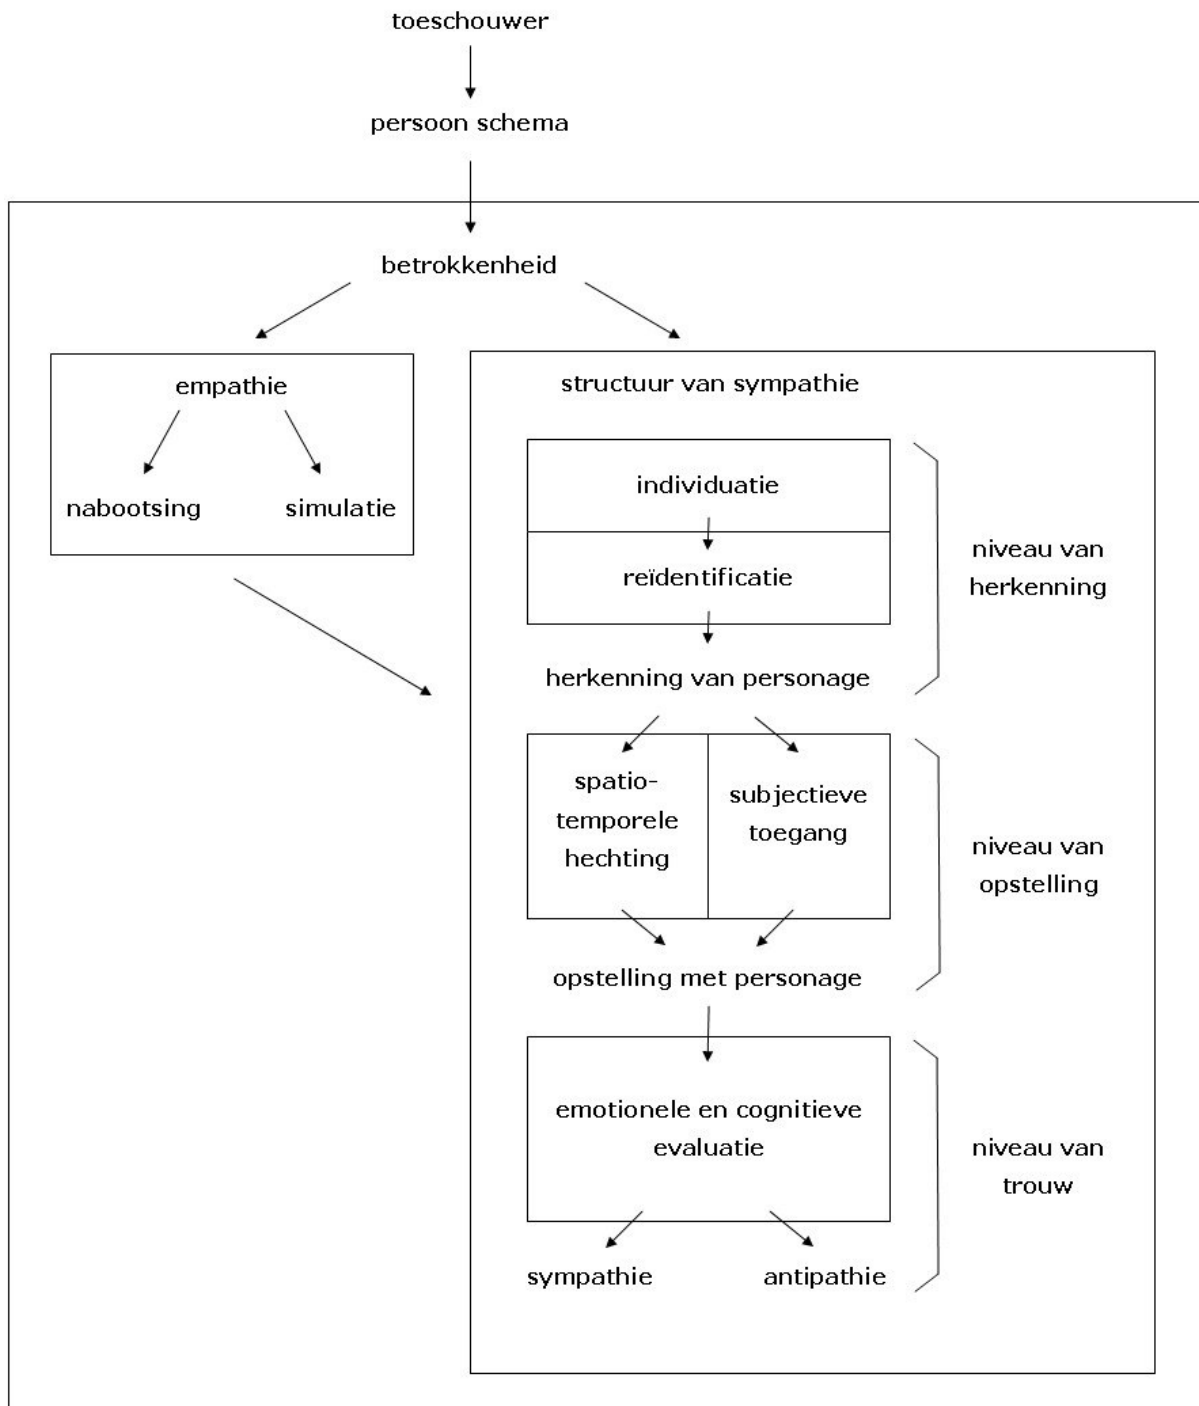 toeschouwer
persoon schema
betrokkenheid
empathie
nabootsing
simulatie
structuur van sympathie
individuatie
reïdentificatie
herkenning van personage
niveau van
herkenning
spatio-
temporele
hechting
subjectieve
toegang
opstelling met personage
niveau van
opstelling
emotionele en cognitieve
evaluatie
sympathie
antipathie
niveau van
trouw